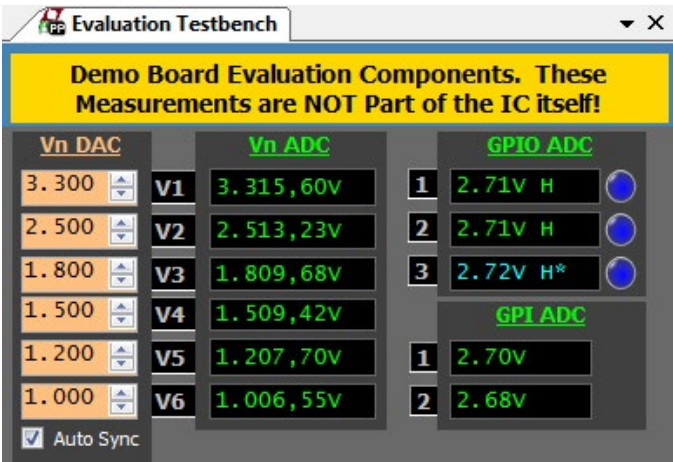 PP Evaluation Testbench
Demo Board Evaluation Components. These
Measurements are NOT Part of the IC itself!
Vn DAC Vn ADC GPIO ADC
3.300 V1 3.315,60V 1 2.71V H
2.500 V2 2.513,23V 2 2.71V H
1.800 V3 1.809,68V 3 2.72V H*
1.500 V4 1.509,42V GPI ADC
1.200 V5 1.207,70V 1 2.70V
1.000 V6 1.006,55V 2 2.68V
Auto Sync